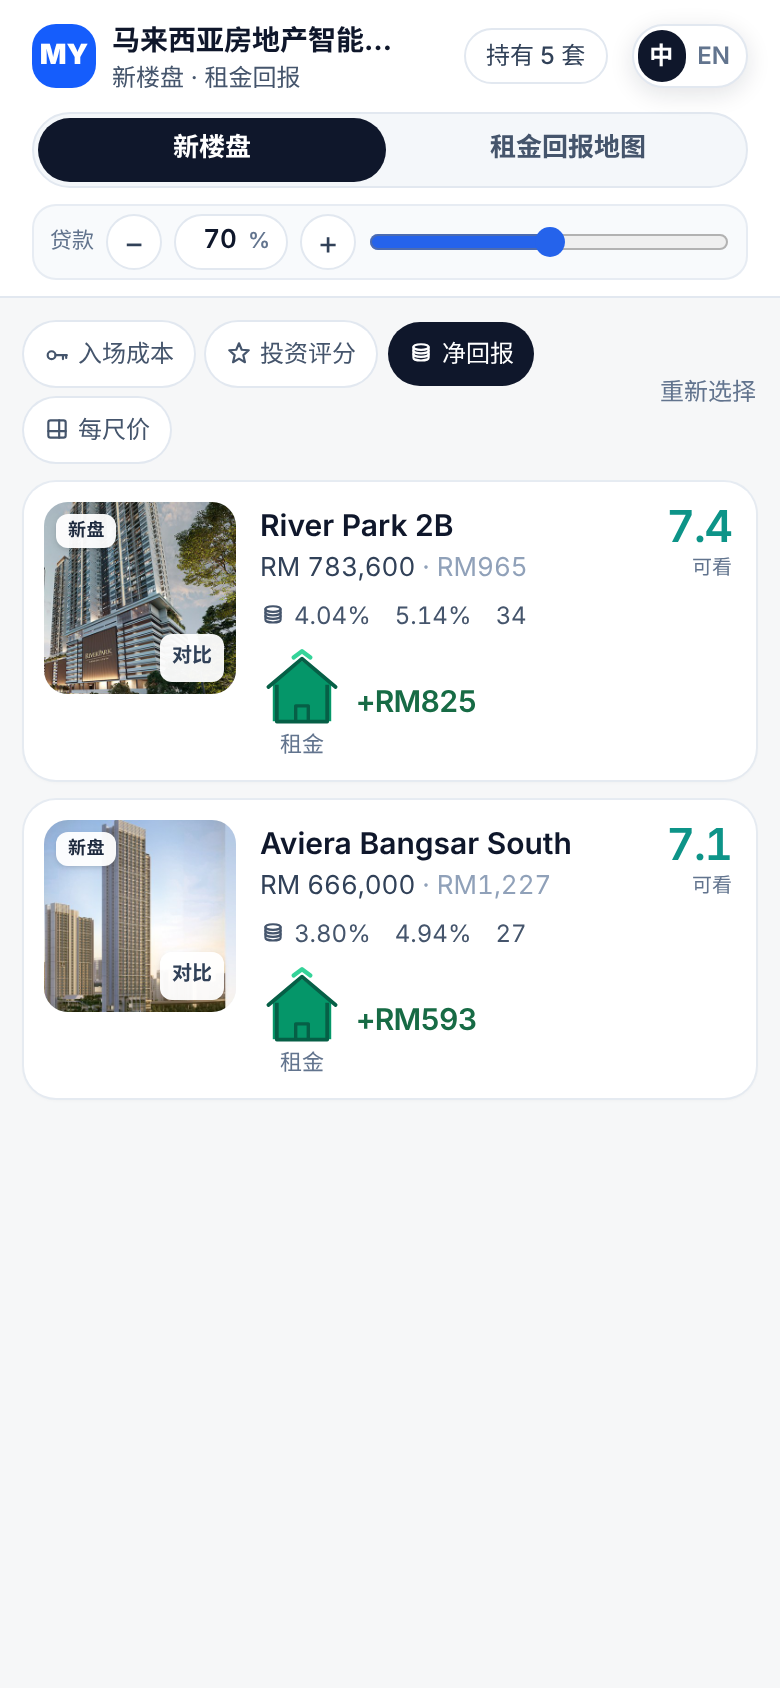 MY
马来西亚房地产智能...
新楼盘 · 租金回报
持有 5 套
中 EN
新楼盘 租金回报地图
贷款 − 70 % +
入场成本 投资评分 净回报
每尺价
重新选择
新盘
RIVER PARK
对比
River Park 2B
RM 783,600 · RM965
4.04% 5.14% 34
+RM825
租金
7.4
可看
新盘
对比
Aviera Bangsar South
RM 666,000 · RM1,227
3.80% 4.94% 27
+RM593
租金
7.1
可看